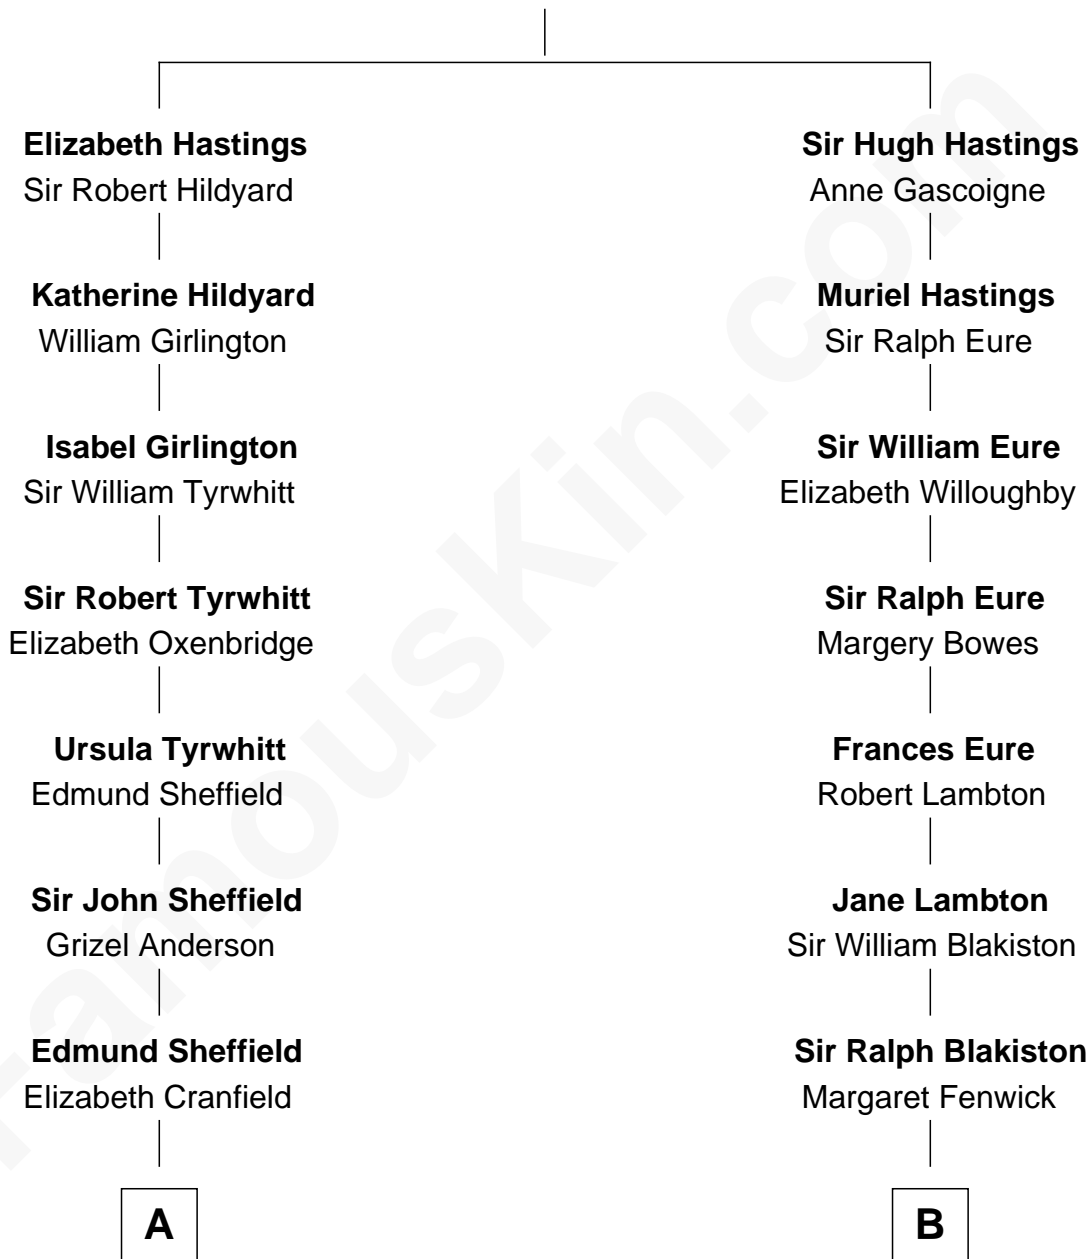 Elizabeth Hastings
Sir Robert Hildyard
Katherine Hildyard
William Girlington
Isabel Girlington
Sir William Tyrwhitt
Sir Robert Tyrwhitt
Elizabeth Oxenbridge
Ursula Tyrwhitt
Edmund Sheffield
Sir John Sheffield
Grizel Anderson
Edmund Sheffield
Elizabeth Cranfield
A
Sir Hugh Hastings
Anne Gascoigne
Muriel Hastings
Sir Ralph Eure
Sir William Eure
Elizabeth Willoughby
Sir Ralph Eure
Margery Bowes
Frances Eure
Robert Lambton
Jane Lambton
Sir William Blakiston
Sir Ralph Blakiston
Margaret Fenwick
B
FamousKin.com